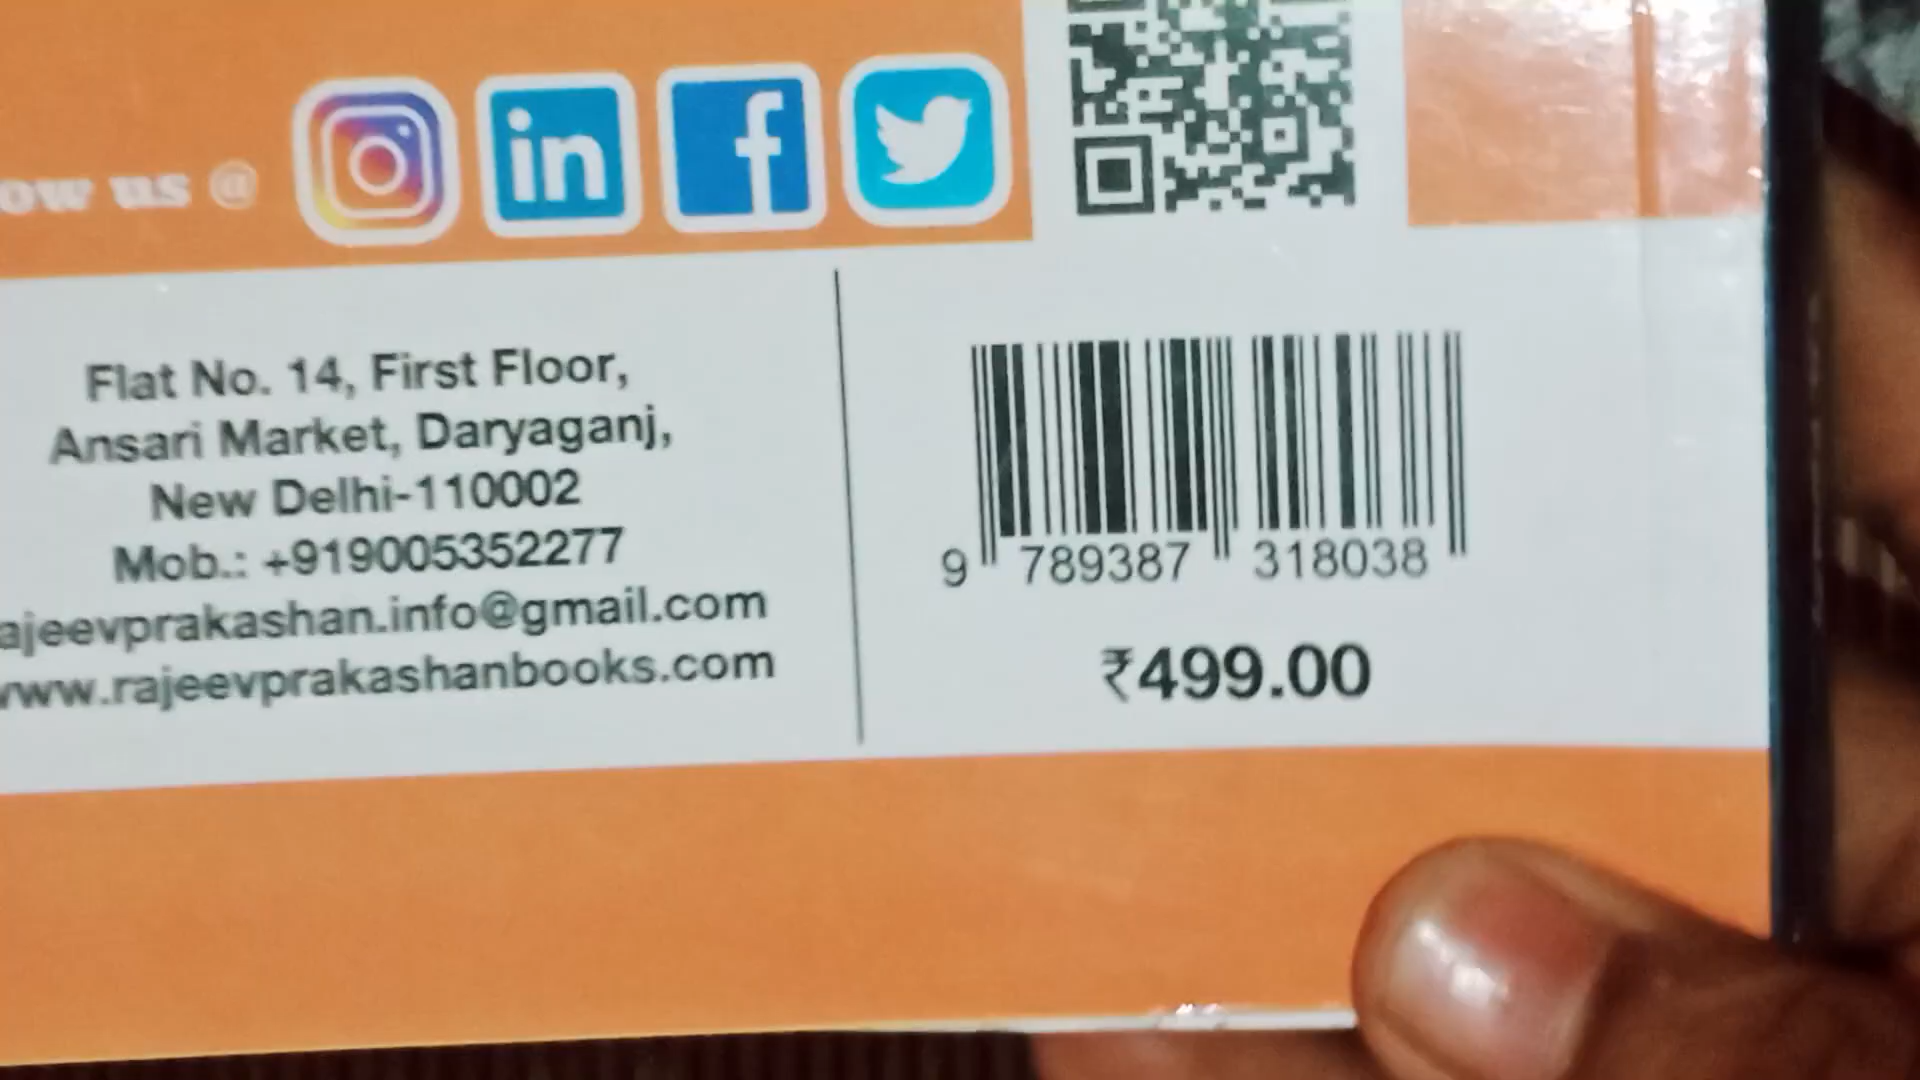 us @
in
f
Flat No. 14, First Floor,
Ansari Market, Daryaganj,
New Delhi-110002
Mob.: +919005352277
ajeevprakashan.info@gmail.com
www.rajeevprakashanbooks.com
9 789387 318038
₹499.00